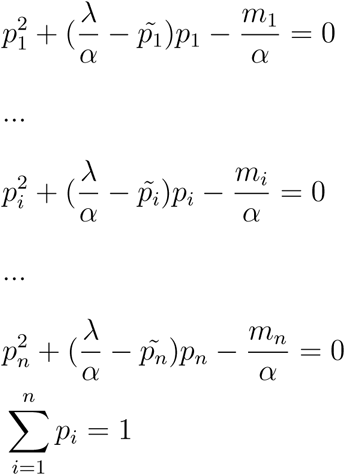 p_1^2 + (\frac{\lambda}{\alpha} - \tilde{p_1})p_1 - \frac{m_1}{\alpha} = 0
...
p_i^2 + (\frac{\lambda}{\alpha} - \tilde{p_i})p_i - \frac{m_i}{\alpha} = 0
...
p_n^2 + (\frac{\lambda}{\alpha} - \tilde{p_n})p_n - \frac{m_n}{\alpha} = 0
\sum_{i=1}^{n} p_i = 1